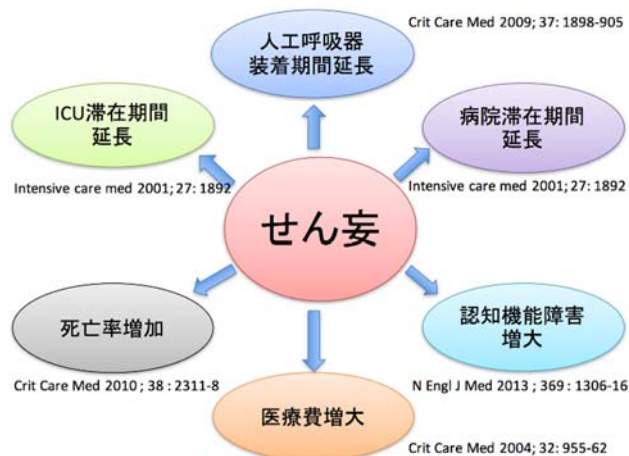 Crit Care Med 2009; 37: 1898-905
人工呼吸器
装着期間延長
ICU滞在期間
延長
病院滞在期間
延長
Intensive care med 2001; 27: 1892
Intensive care med 2001; 27: 1892
せん妄
死亡率増加
認知機能障害
増大
Crit Care Med 2010 ; 38 : 2311-8
N Engl J Med 2013 ; 369 : 1306-16
医療費増大
Crit Care Med 2004; 32: 955-62